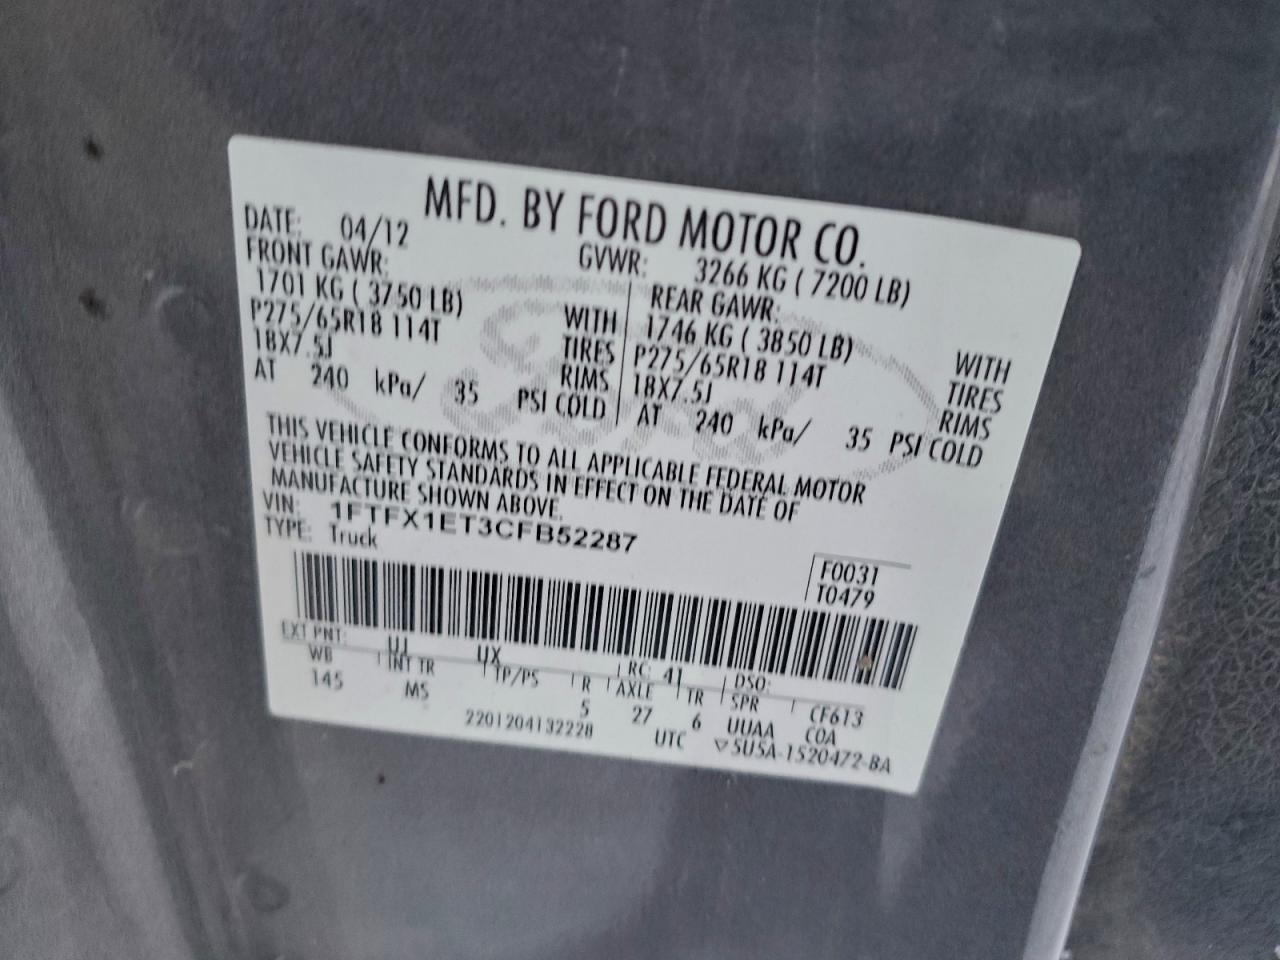 MFD. BY FORD MOTOR CO.
DATE: 04/12 GVWR: 3266 KG ( 7200 LB)
FRONT GAWR: REAR GAWR:
1701 KG ( 3750 LB) WITH 1746 KG ( 3850 LB) WITH
P275/65R18 114T TIRES P275/65R18 114T TIRES
18X7.5J RIMS 18X7.5J RIMS
AT 240 kPa/ 35 PSI COLD AT 240 kPa/ 35 PSI COLD
THIS VEHICLE CONFORMS TO ALL APPLICABLE FEDERAL MOTOR
VEHICLE SAFETY STANDARDS IN EFFECT ON THE DATE OF
MANUFACTURE SHOWN ABOVE.
VIN: 1FTFX1ET3CFB52287
TYPE: Truck
F0031
T0479
EXT PNT: UJ UX RC: 41 DSO:
WB INT TR TP/PS R AXLE TR SPR CF613
145 MS 5 27 6 UUAA COA
2201204132228 UTC ▽5U5A-1520472-BA
Ford